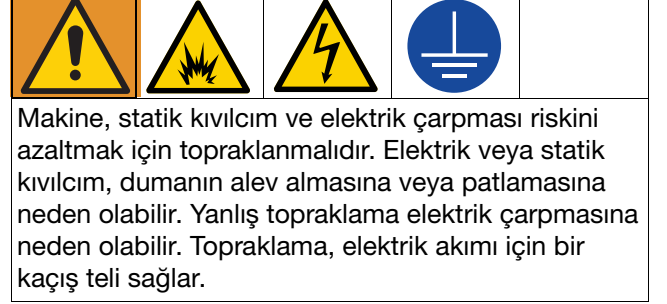 Makine, statik kıvılcım ve elektrik çarpması riskini
azaltmak için topraklanmalıdır. Elektrik veya statik
kıvılcım, dumanın alev almasına veya patlamasına
neden olabilir. Yanlış topraklama elektrik çarpmasına
neden olabilir. Topraklama, elektrik akımı için bir
kaçış teli sağlar.